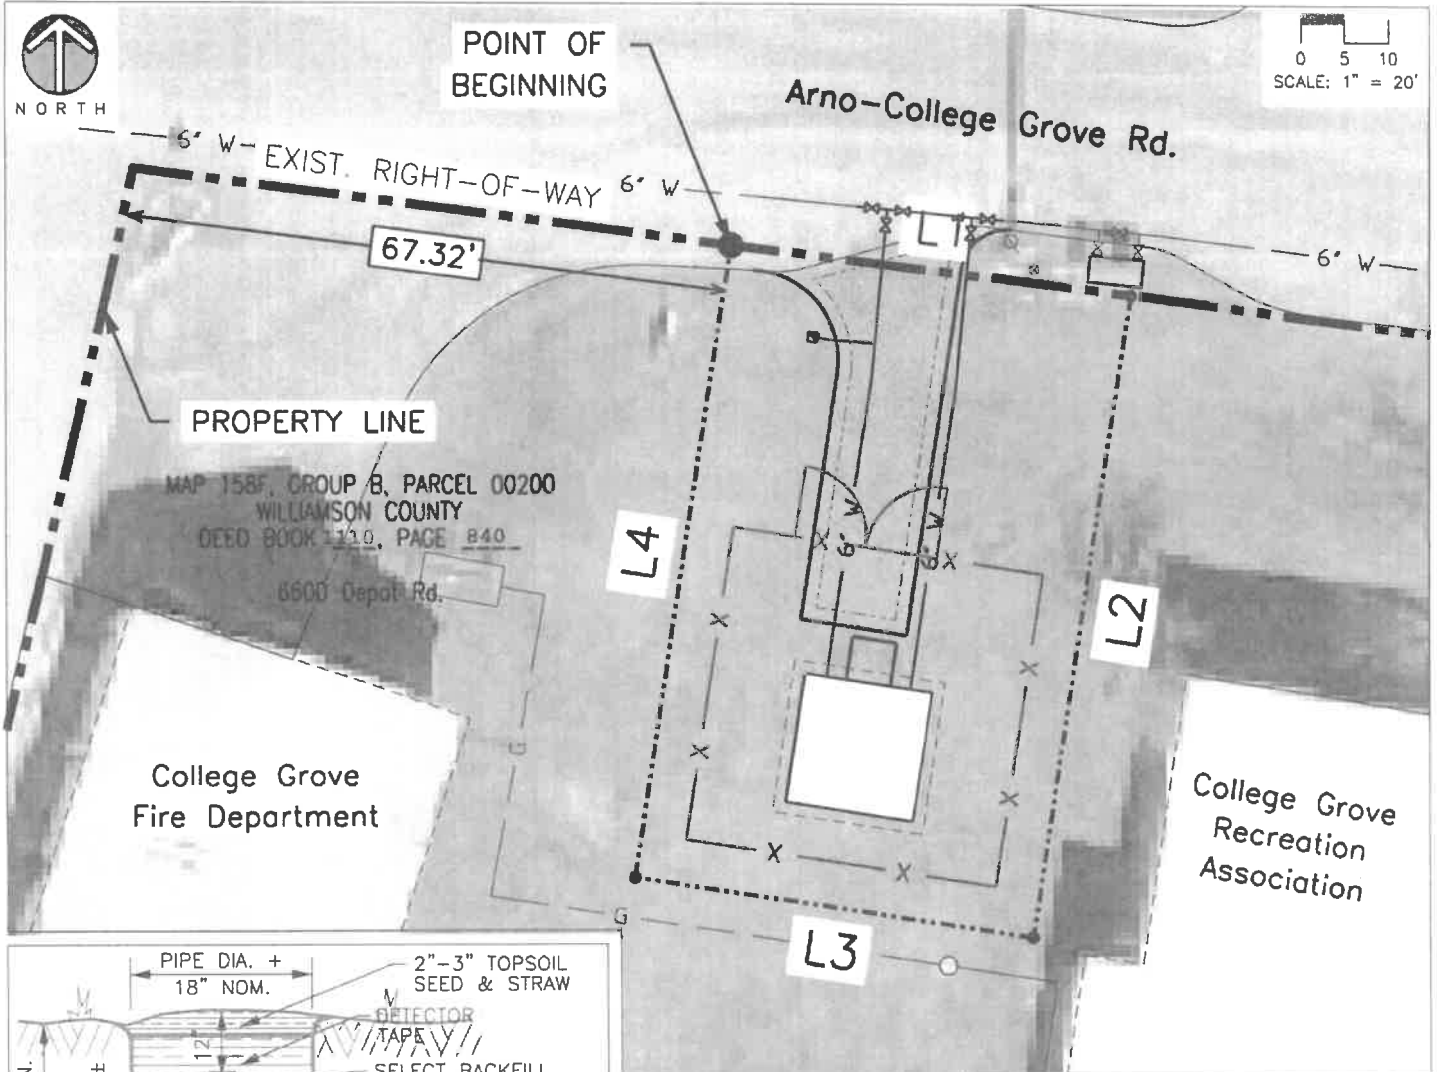 NORTH
POINT OF
BEGINNING
Arno-College Grove Rd.
0 5 10
SCALE: 1" = 20'
6" W
EXIST. RIGHT-OF-WAY
6" W
L
6" W
67.32'
PROPERTY LINE
MAP 158F, GROUP B, PARCEL 00200
WILLIAMSON COUNTY
DEED BOOK 1110, PAGE 840
6600 Depot Rd.
L4
6" W
6" W
X
X
X
X
X
X
X
X
X
L2
G
G
L3
College Grove
Fire Department
College Grove
Recreation
Association
PIPE DIA. +
18" NOM.
2"-3" TOPSOIL
SEED & STRAW
DETECTOR
TAPE
12"
SELECT BACKFILL